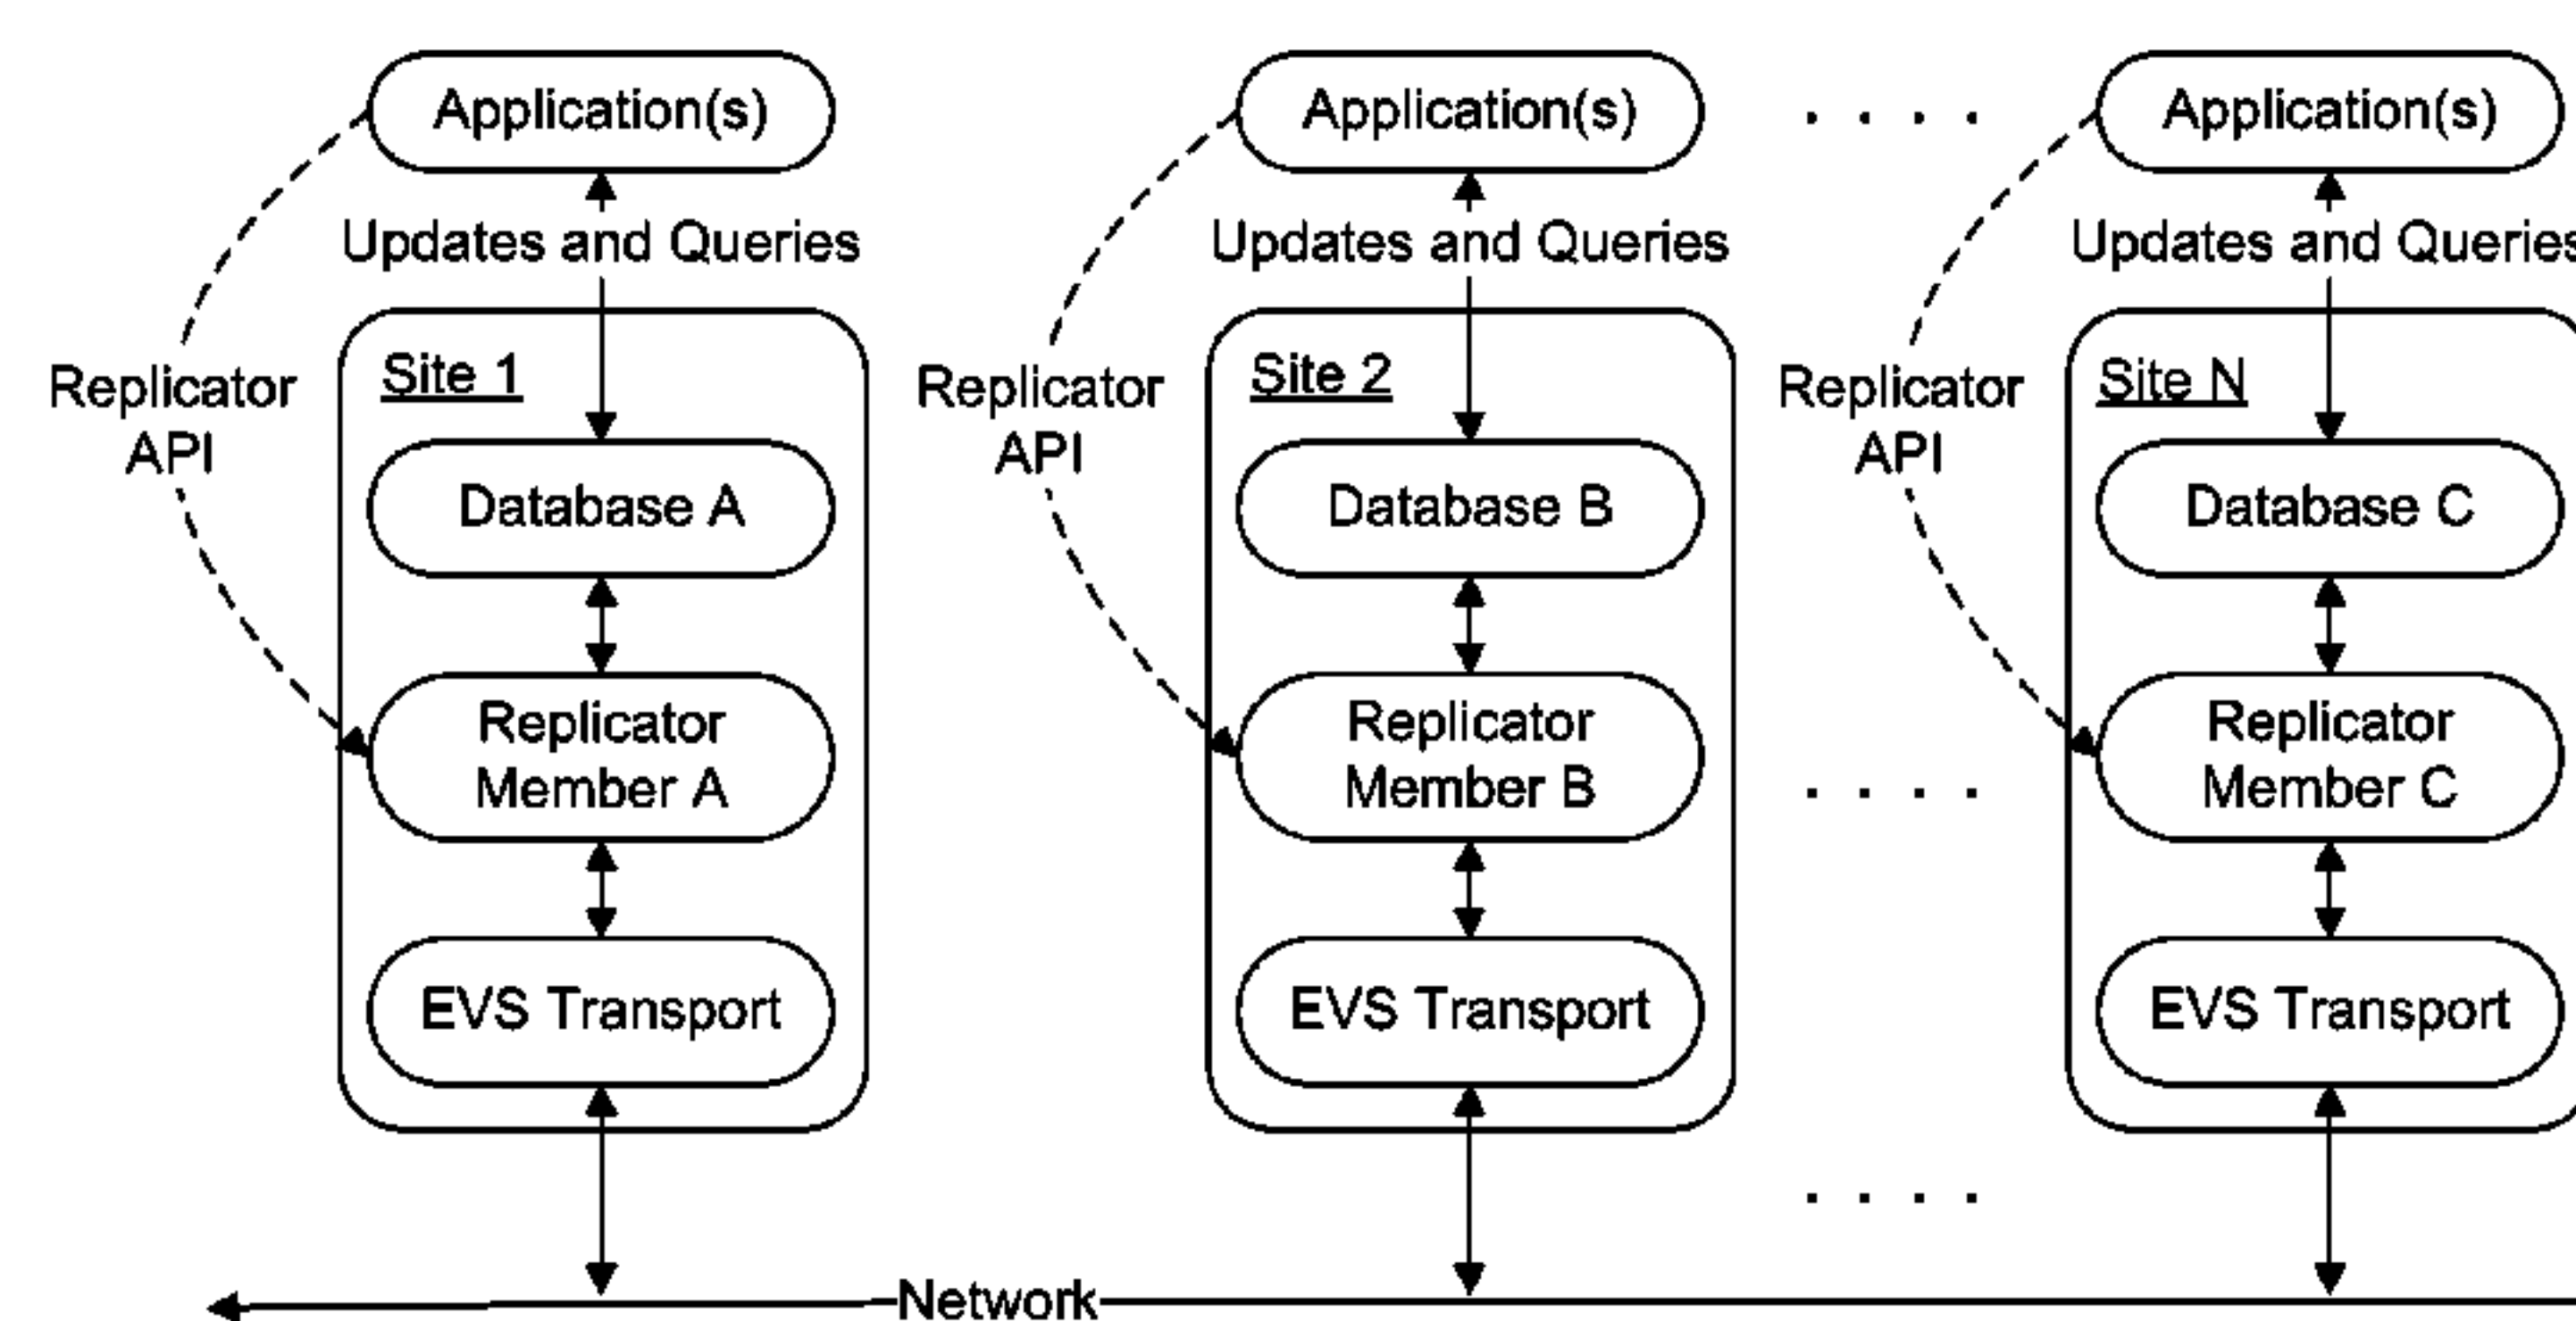 Application(s)
Application(s)
. . . .
Application(s)
Updates and Queries
Updates and Queries
Updates and Queries
Replicator
API
Site 1
Replicator
API
Site 2
Replicator
API
Site N
Database A
Database B
Database C
Replicator
Member A
Replicator
Member B
. . . .
Replicator
Member C
EVS Transport
EVS Transport
EVS Transport
. . . .
Network